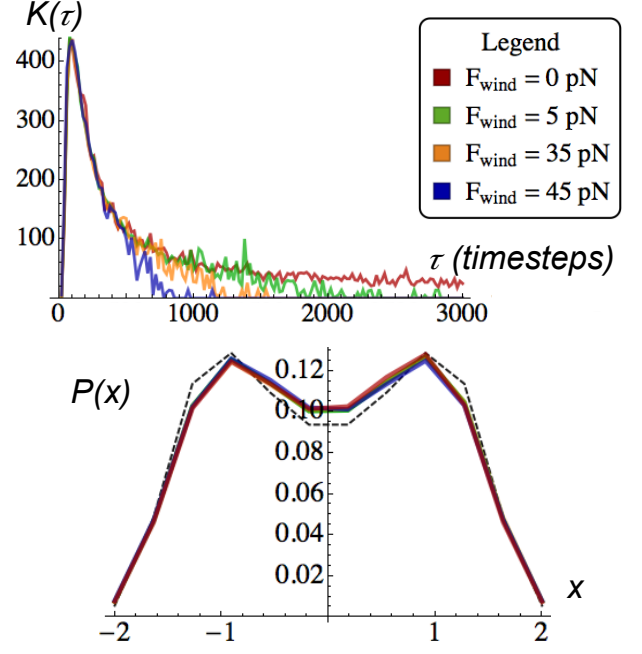 K(τ)
400
300
200
100
0
1000
2000
3000
τ (timesteps)
Legend
F_wind = 0 pN
F_wind = 5 pN
F_wind = 35 pN
F_wind = 45 pN
P(x)
0.12
0.10
0.08
0.06
0.04
0.02
x
−2
−1
1
2